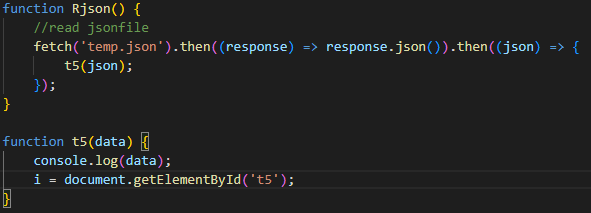 function Rjson() {
//read jsonfile
fetch('temp.json').then((response) => response.json()).then((json) => {
t5(json);
});
}
function t5(data) {
console.log(data);
i = document.getElementById('t5');
}